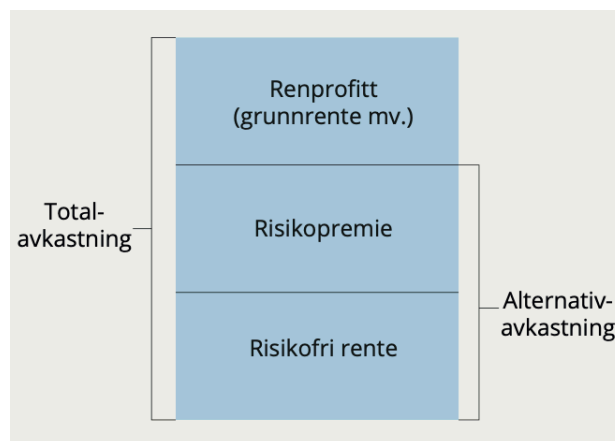 Renprofitt
(grunnrente mv.)
Total-
avkastning
Risikopremie
Alternativ-
avkastning
Risikofri rente